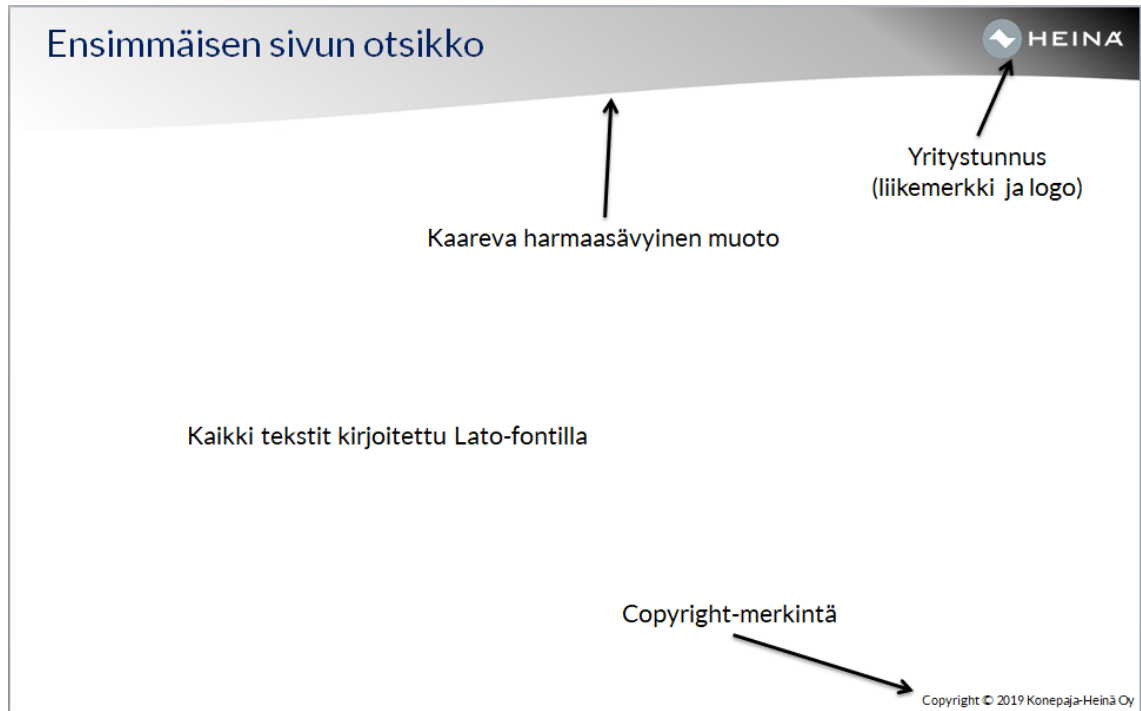 Ensimmäisen sivun otsikko
HEINÄ
Yritystunnus
(liikemerkki ja logo)
Kaareva harmaasävyinen muoto
Kaikki tekstit kirjoitettu Lato-fontilla
Copyright-merkintä
Copyright © 2019 Konepaja-Heinä Oy